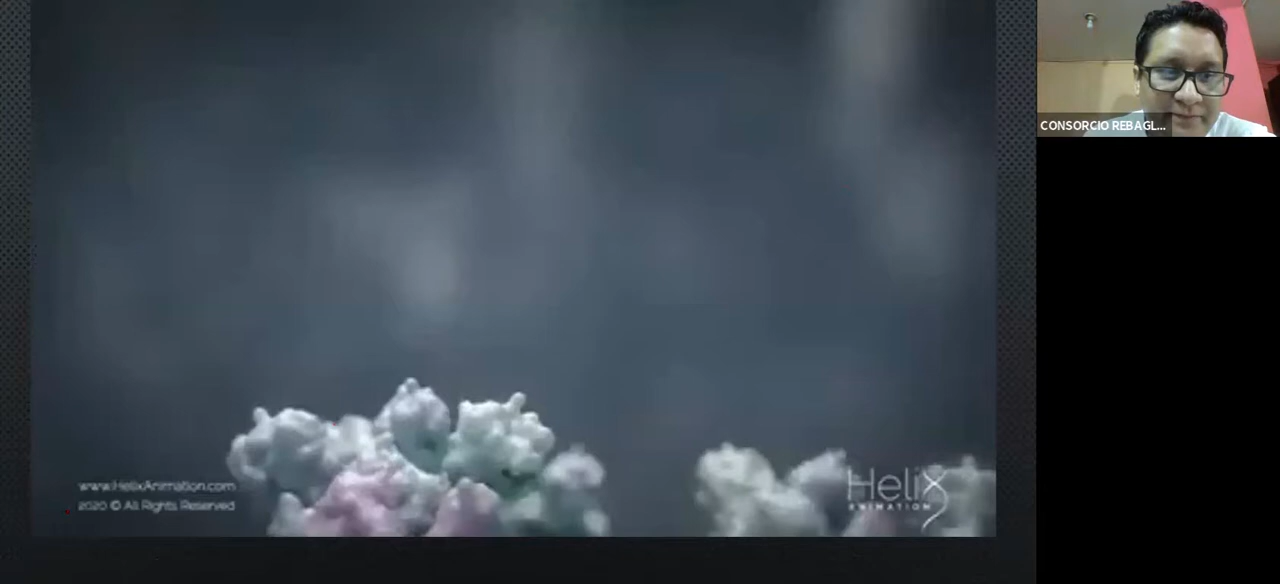 CONSORCIO REBAGL...
www.HelixAnimation.com
2020 © All Rights Reserved
Helix
ANIMATION